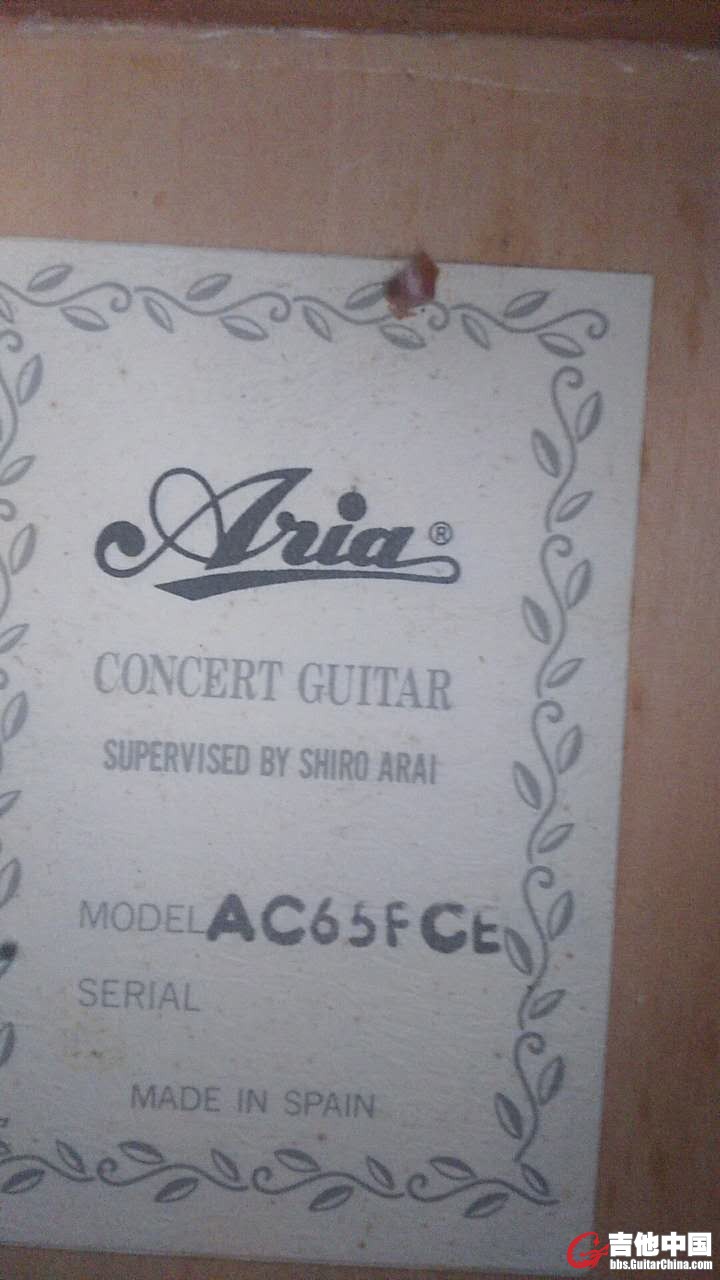 Aria®
CONCERT GUITAR
SUPERVISED BY SHIRO ARAI
MODEL AC65FCE
SERIAL
MADE IN SPAIN
吉他中国
bbs.GuitarChina.com